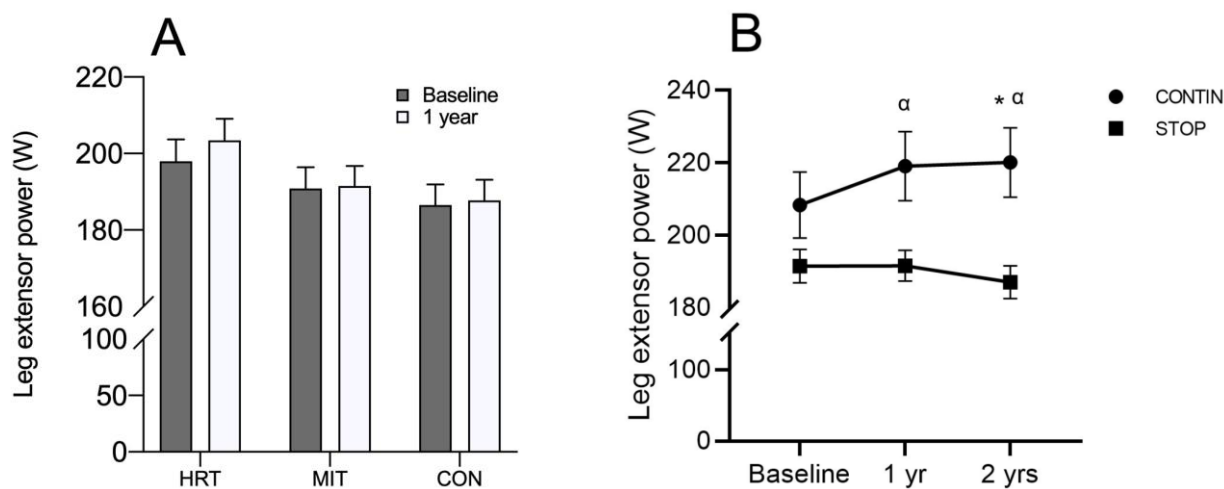 A
Leg extensor power (W)
220
200
180
160
100
50
0
Baseline
1 year
HRT MIT CON
B
Leg extensor power (W)
240
220
200
180
100
0
α
* α
CONTIN
STOP
Baseline 1 yr 2 yrs